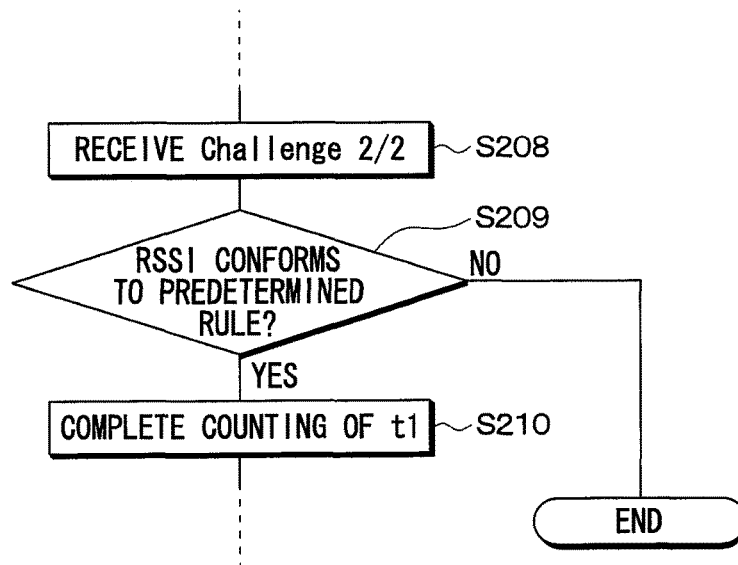 RECEIVE Challenge 2/2
S208
S209
RSSI CONFORMS
TO PREDETERMINED
RULE?
NO
YES
COMPLETE COUNTING OF t1
S210
END